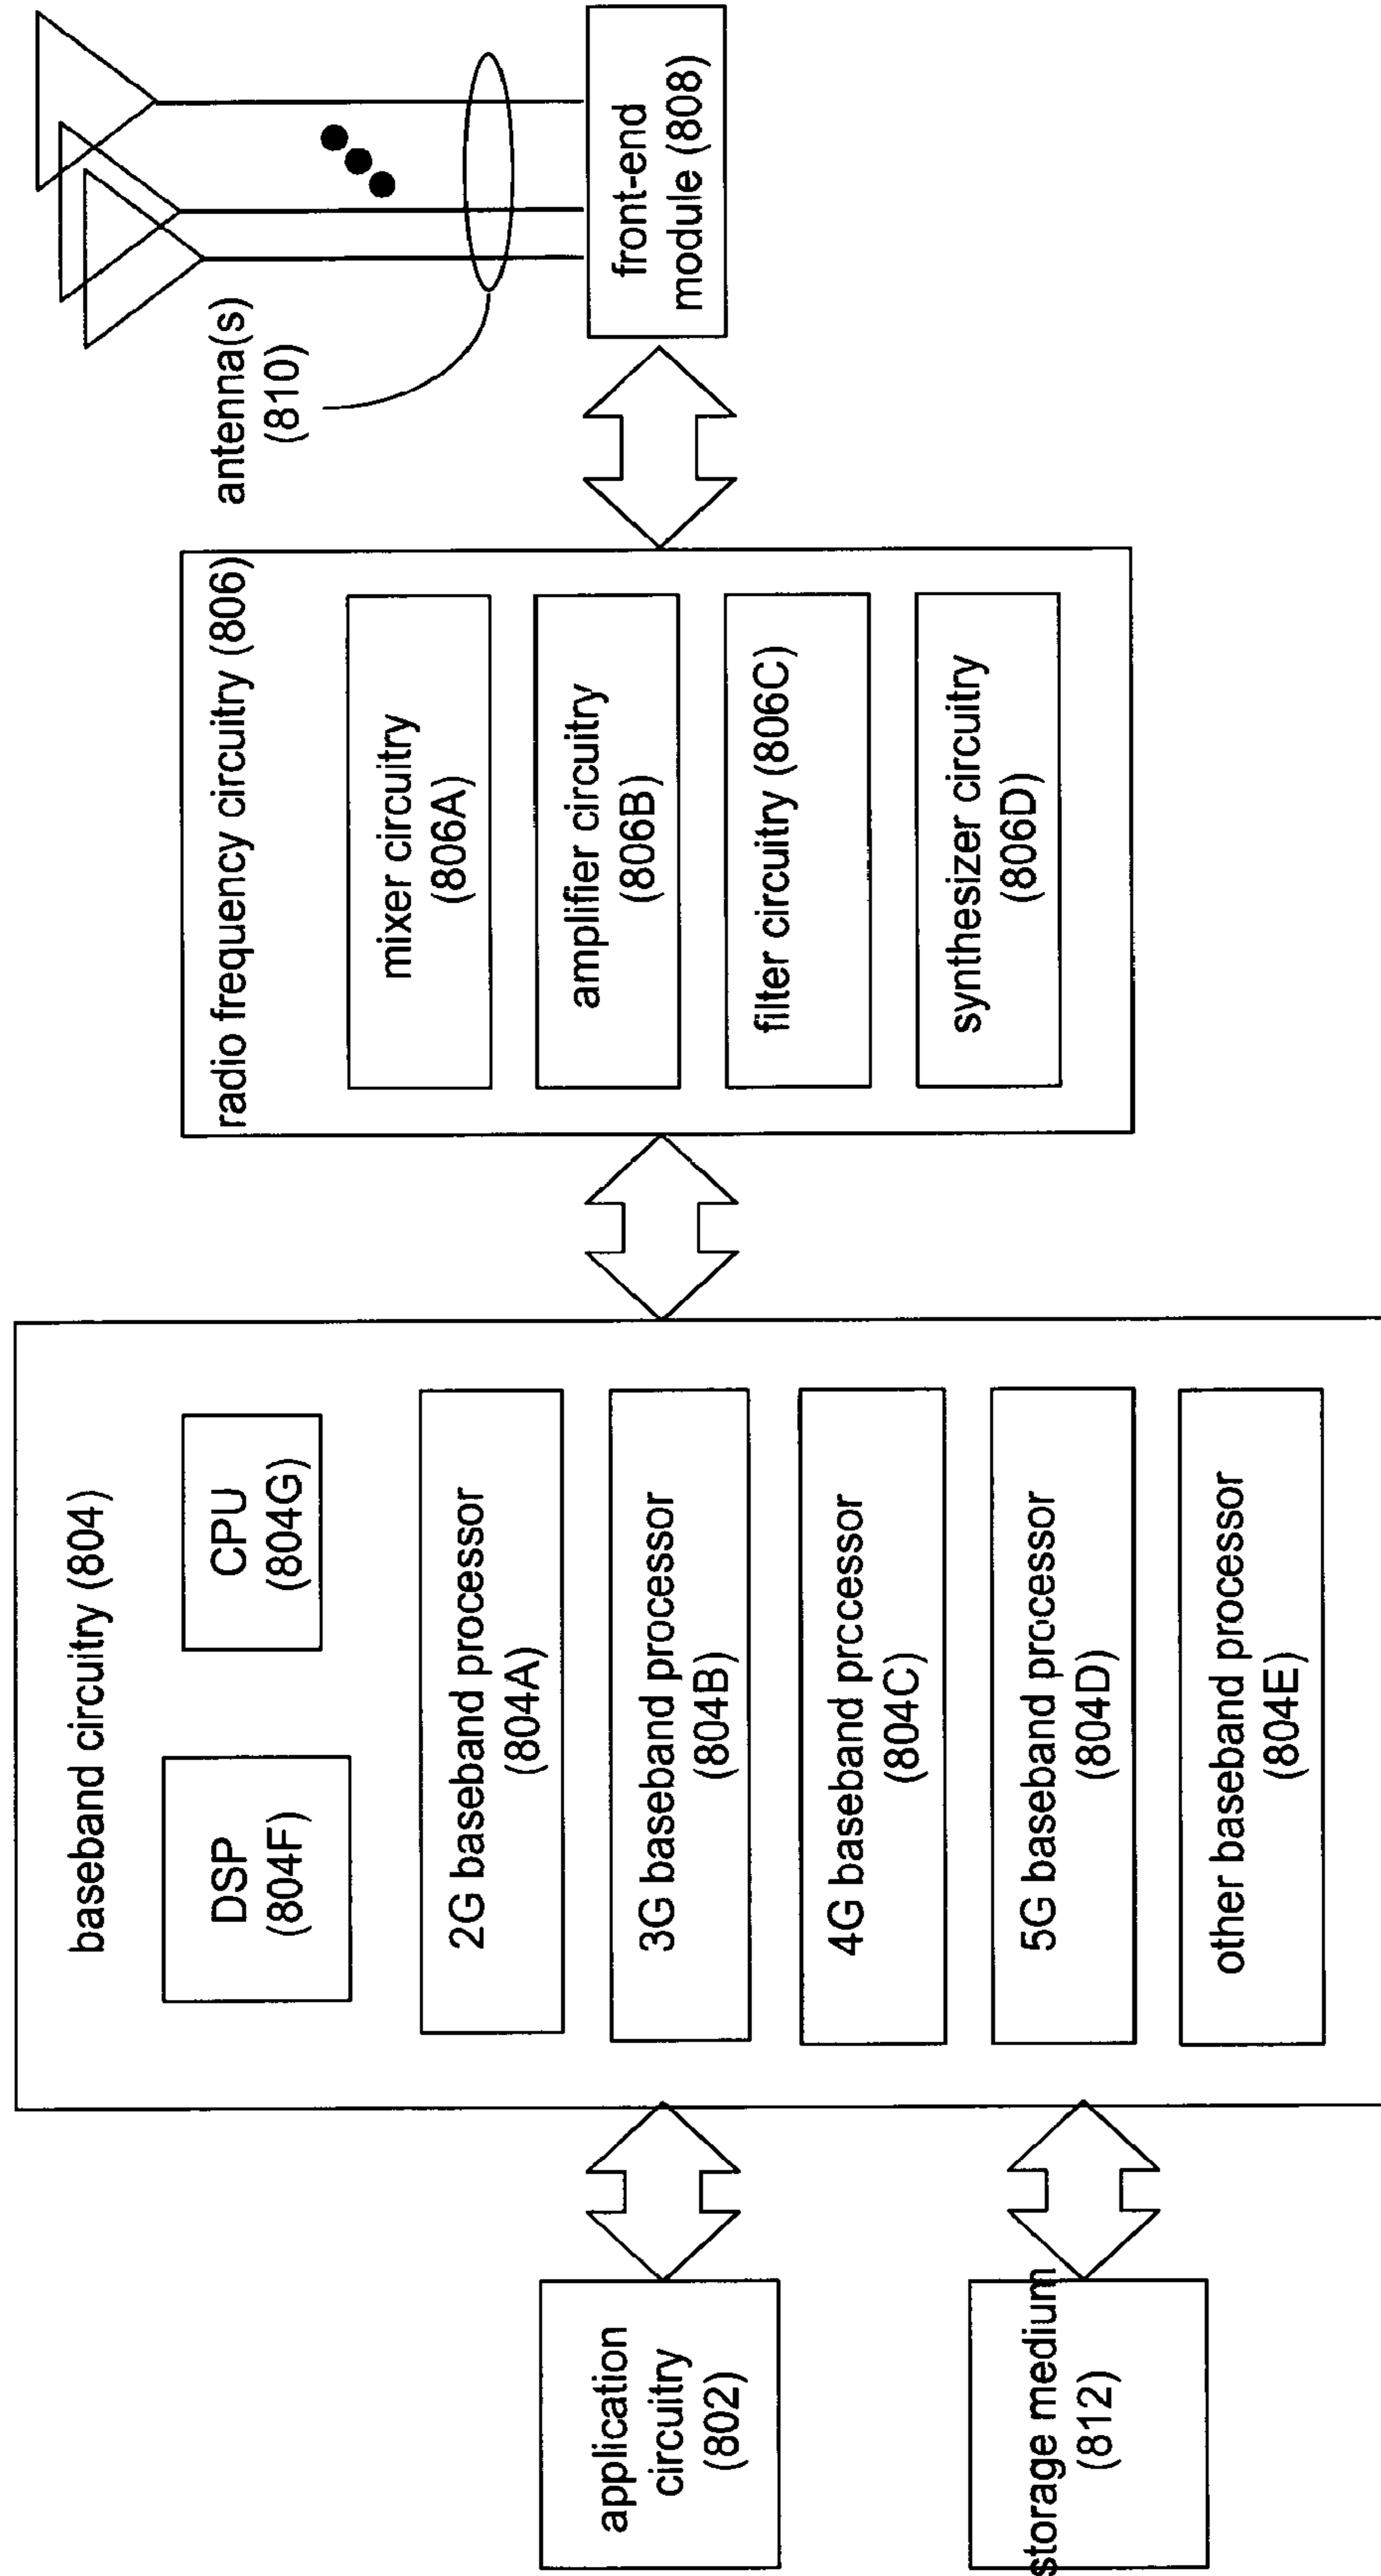 application
circuitry
(802)
storage medium
(812)
baseband circuitry (804)
DSP
(804F)
CPU
(804G)
2G baseband processor
(804A)
3G baseband processor
(804B)
4G baseband processor
(804C)
5G baseband processor
(804D)
other baseband processor
(804E)
radio frequency circuitry (806)
mixer circuitry
(806A)
amplifier circuitry
(806B)
filter circuitry (806C)
synthesizer circuitry
(806D)
antenna(s)
(810)
front-end
module (808)